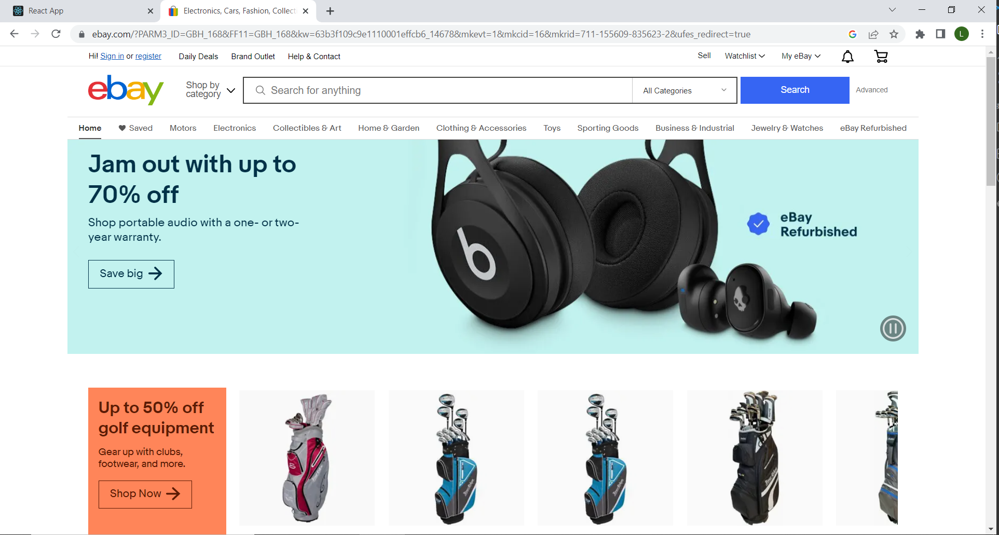 React App
Electronics, Cars, Fashion, Collect
ebay.com/?PARM3_ID=GBH_168&FF11=GBH_168&kw=63b3f109c9e1110001effcb6_14678&mkevt=1&mkcid=16&mkrid=711-155609-835623-2&ufes_redirect=true
L
Hi! Sign in or register Daily Deals Brand Outlet Help & Contact Sell Watchlist My eBay
ebay
Shop by
category
Search for anything
All Categories
Search
Advanced
Home Saved Motors Electronics Collectibles & Art Home & Garden Clothing & Accessories Toys Sporting Goods Business & Industrial Jewelry & Watches eBay Refurbished
Jam out with up to
70% off
Shop portable audio with a one- or two-
year warranty.
Save big
b
eBay
Refurbished
Up to 50% off
golf equipment
Gear up with clubs,
footwear, and more.
Shop Now